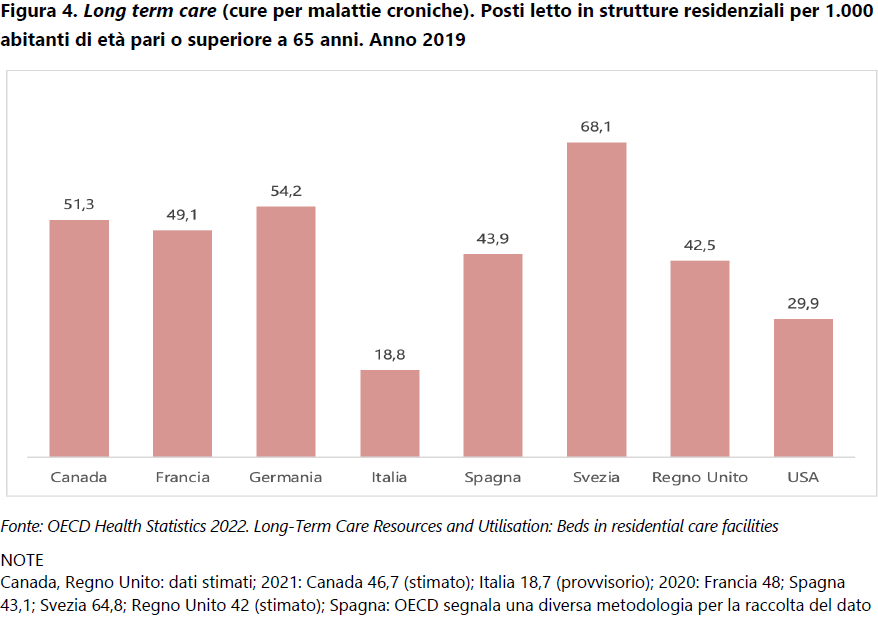 Figura 4. Long term care (cure per malattie croniche). Posti letto in strutture residenziali per 1.000
abitanti di età pari o superiore a 65 anni. Anno 2019
68,1
54,2
51,3
49,1
43,9
42,5
29,9
18,8
Canada Francia Germania Italia Spagna Svezia Regno Unito USA
Fonte: OECD Health Statistics 2022. Long-Term Care Resources and Utilisation: Beds in residential care facilities
NOTE
Canada, Regno Unito: dati stimati; 2021: Canada 46,7 (stimato); Italia 18,7 (provvisorio); 2020: Francia 48; Spagna
43,1; Svezia 64,8; Regno Unito 42 (stimato); Spagna: OECD segnala una diversa metodologia per la raccolta del dato